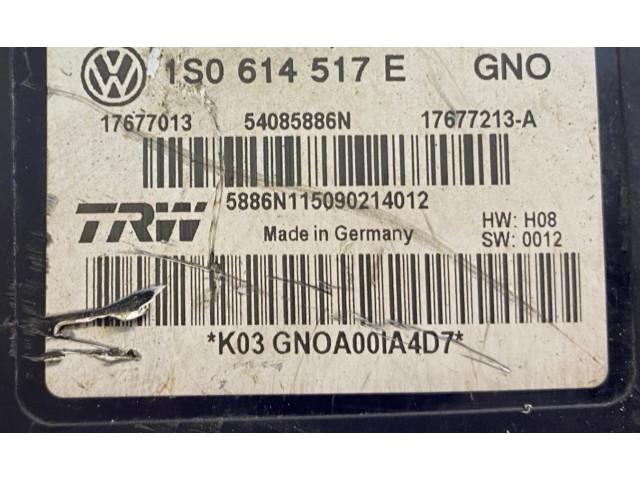 1S0 614 517 E GNO
17677013 54085886N 17677213-A
5886N115090214012
TRW Made in Germany HW: H08
SW: 0012
*K03 GNOA00IA4D7*